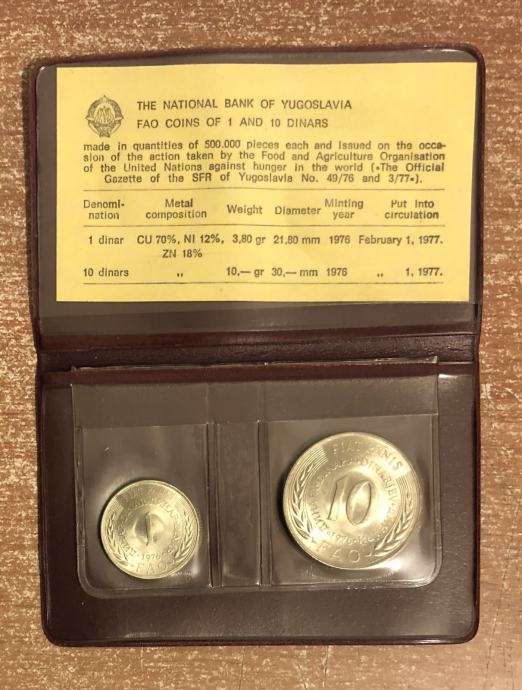 THE NATIONAL BANK OF YUGOSLAVIA
FAO COINS OF 1 AND 10 DINARS
made in quantities of 500.000 pieces each and issued on the occa-
sion of the action taken by the Food and Agriculture Organisation
of the United Nations against hunger in the world (•The Official
Gazette of the SFR of Yugoslavia No. 49/76 and 3/77•).
Denomi-nation Metal composition Weight Diameter Minting year Put into circulation
1 dinar CU 70%, NI 12%, 3,80 gr 21,80 mm 1976 February 1, 1977.
ZN 18%
10 dinars „ 10,— gr 30,— mm 1976 „ 1, 1977.
1
1976
FAO
FIAT PANIS
10
1976
FAO